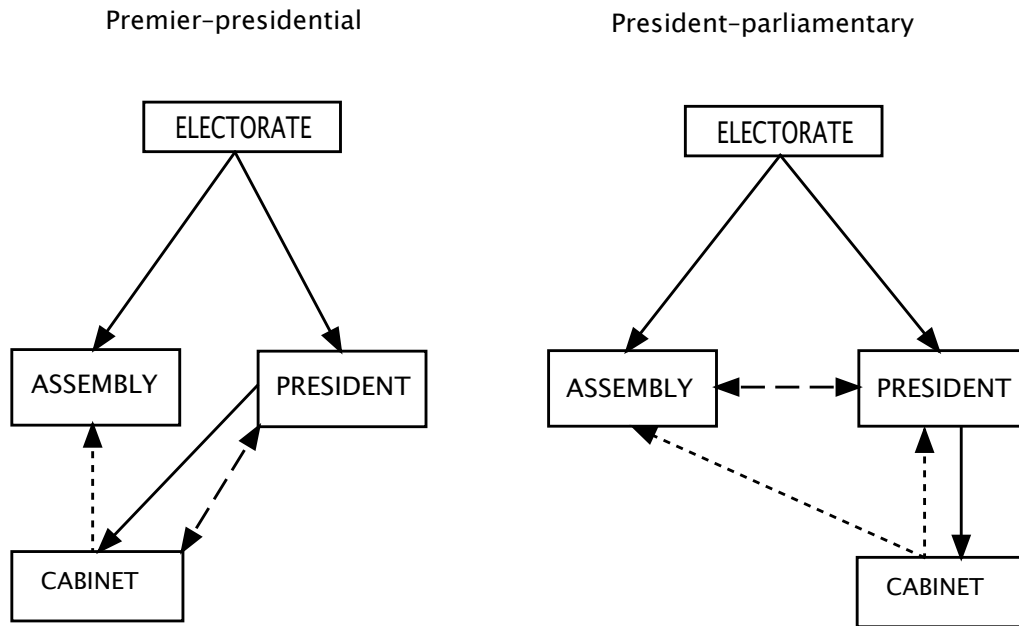 Premier–presidential
ELECTORATE
ASSEMBLY
PRESIDENT
CABINET
President–parliamentary
ELECTORATE
ASSEMBLY
PRESIDENT
CABINET